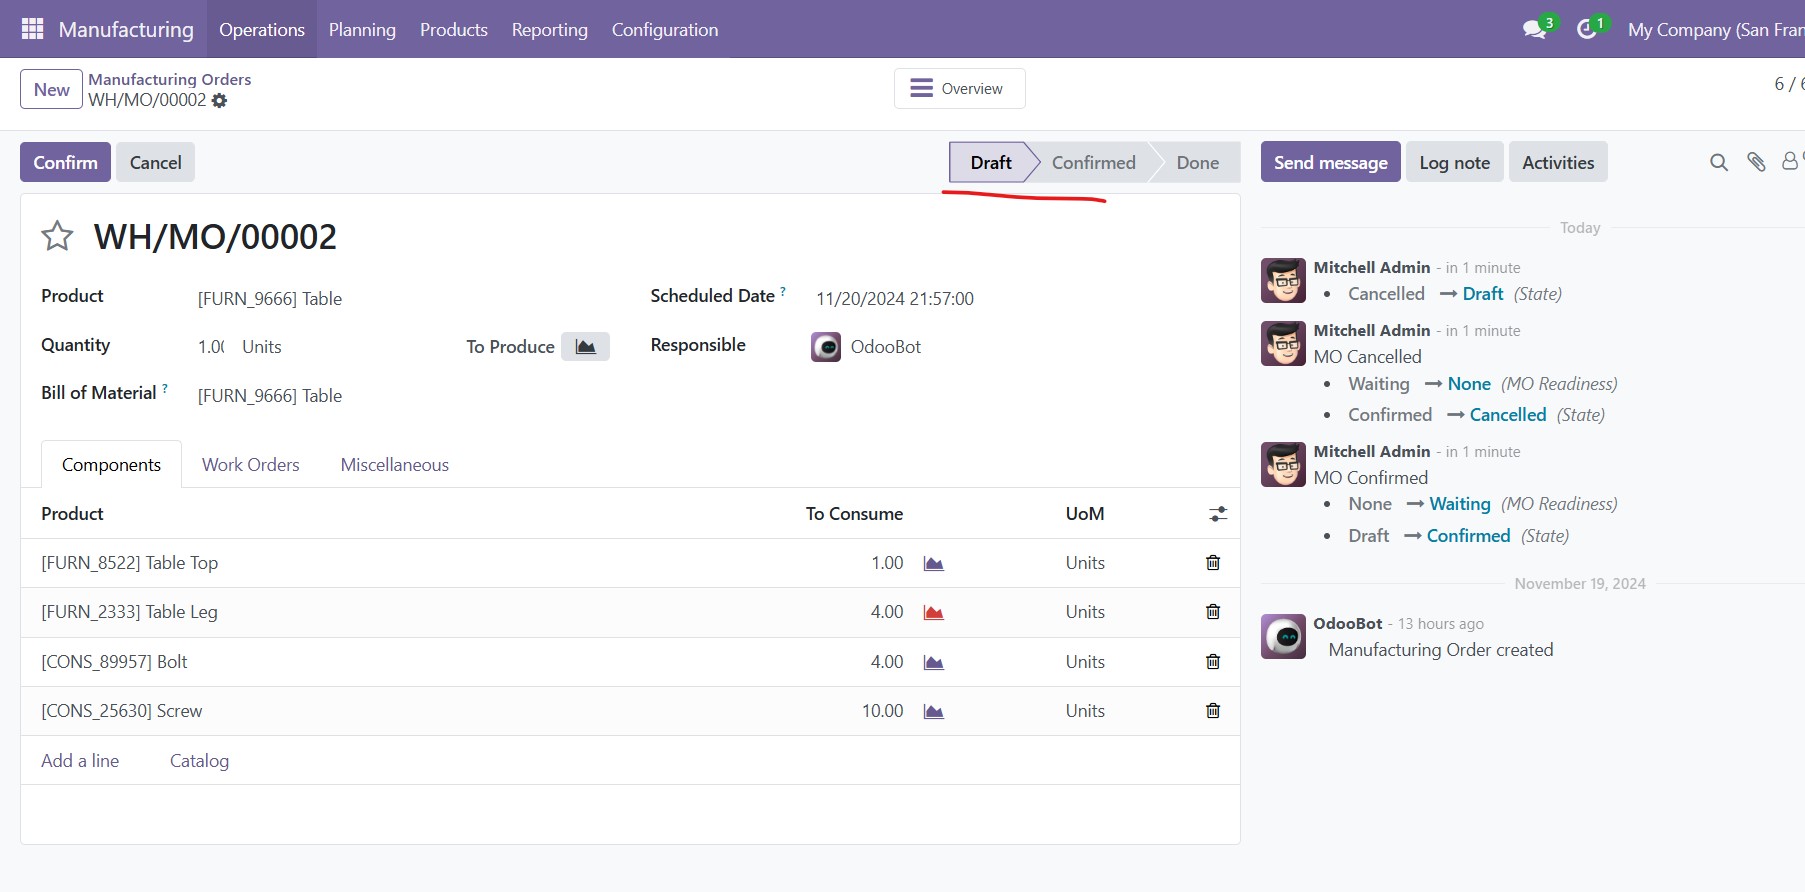 Manufacturing Operations Planning Products Reporting Configuration 3 1 My Company (San Fran
New Manufacturing Orders
WH/MO/00002
Overview
6 / 6
Confirm Cancel Draft Confirmed Done Send message Log note Activities
WH/MO/00002
Product [FURN_9666] Table Scheduled Date ? 11/20/2024 21:57:00
Quantity 1.00 Units To Produce Responsible OdooBot
Bill of Material ? [FURN_9666] Table
Components Work Orders Miscellaneous
Product To Consume UoM
[FURN_8522] Table Top 1.00 Units
[FURN_2333] Table Leg 4.00 Units
[CONS_89957] Bolt 4.00 Units
[CONS_25630] Screw 10.00 Units
Add a line Catalog
Today
Mitchell Admin - in 1 minute
• Cancelled → Draft (State)
Mitchell Admin - in 1 minute
MO Cancelled
• Waiting → None (MO Readiness)
• Confirmed → Cancelled (State)
Mitchell Admin - in 1 minute
MO Confirmed
• None → Waiting (MO Readiness)
• Draft → Confirmed (State)
November 19, 2024
OdooBot - 13 hours ago
Manufacturing Order created